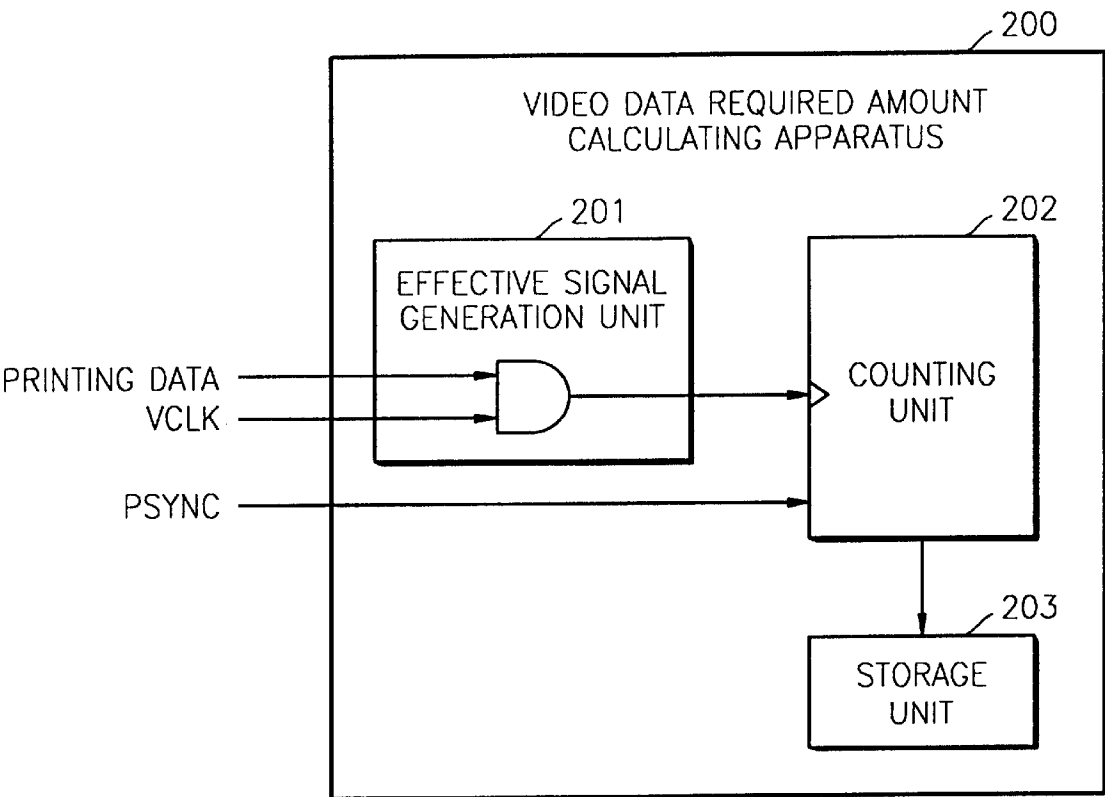 200
VIDEO DATA REQUIRED AMOUNT
CALCULATING APPARATUS
201
202
EFFECTIVE SIGNAL
GENERATION UNIT
PRINTING DATA
VCLK
COUNTING
UNIT
PSYNC
203
STORAGE
UNIT